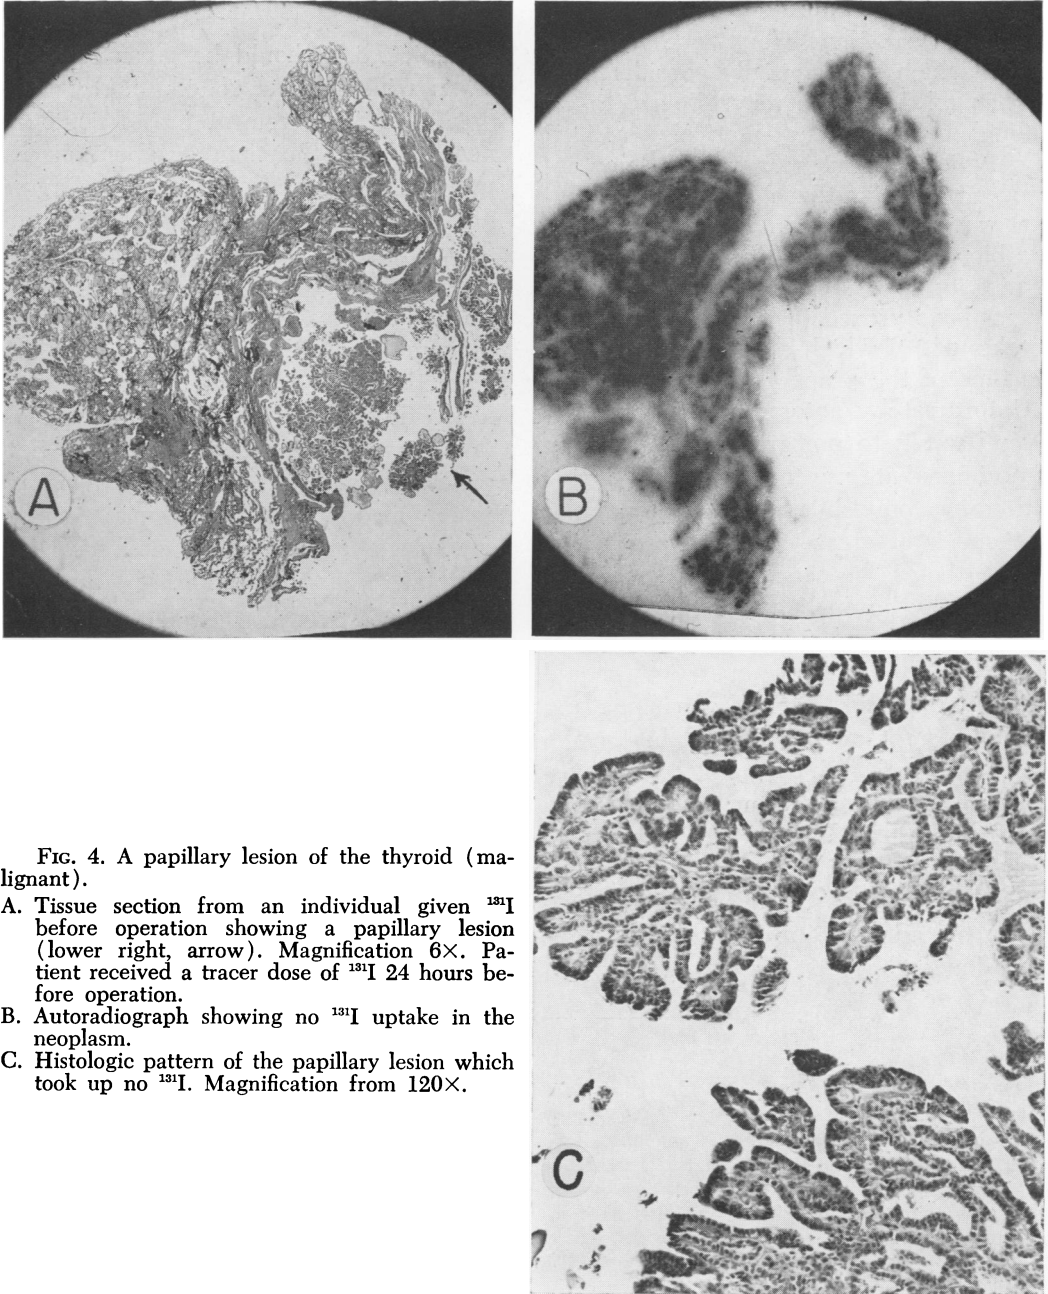 A
B
C
FIG. 4. A papillary lesion of the thyroid (ma-
lignant).
A. Tissue section from an individual given ¹³¹I
before operation showing a papillary lesion
(lower right, arrow). Magnification 6×. Pa-
tient received a tracer dose of ¹³¹I 24 hours be-
fore operation.
B. Autoradiograph showing no ¹³¹I uptake in the
neoplasm.
C. Histologic pattern of the papillary lesion which
took up no ¹³¹I. Magnification from 120×.